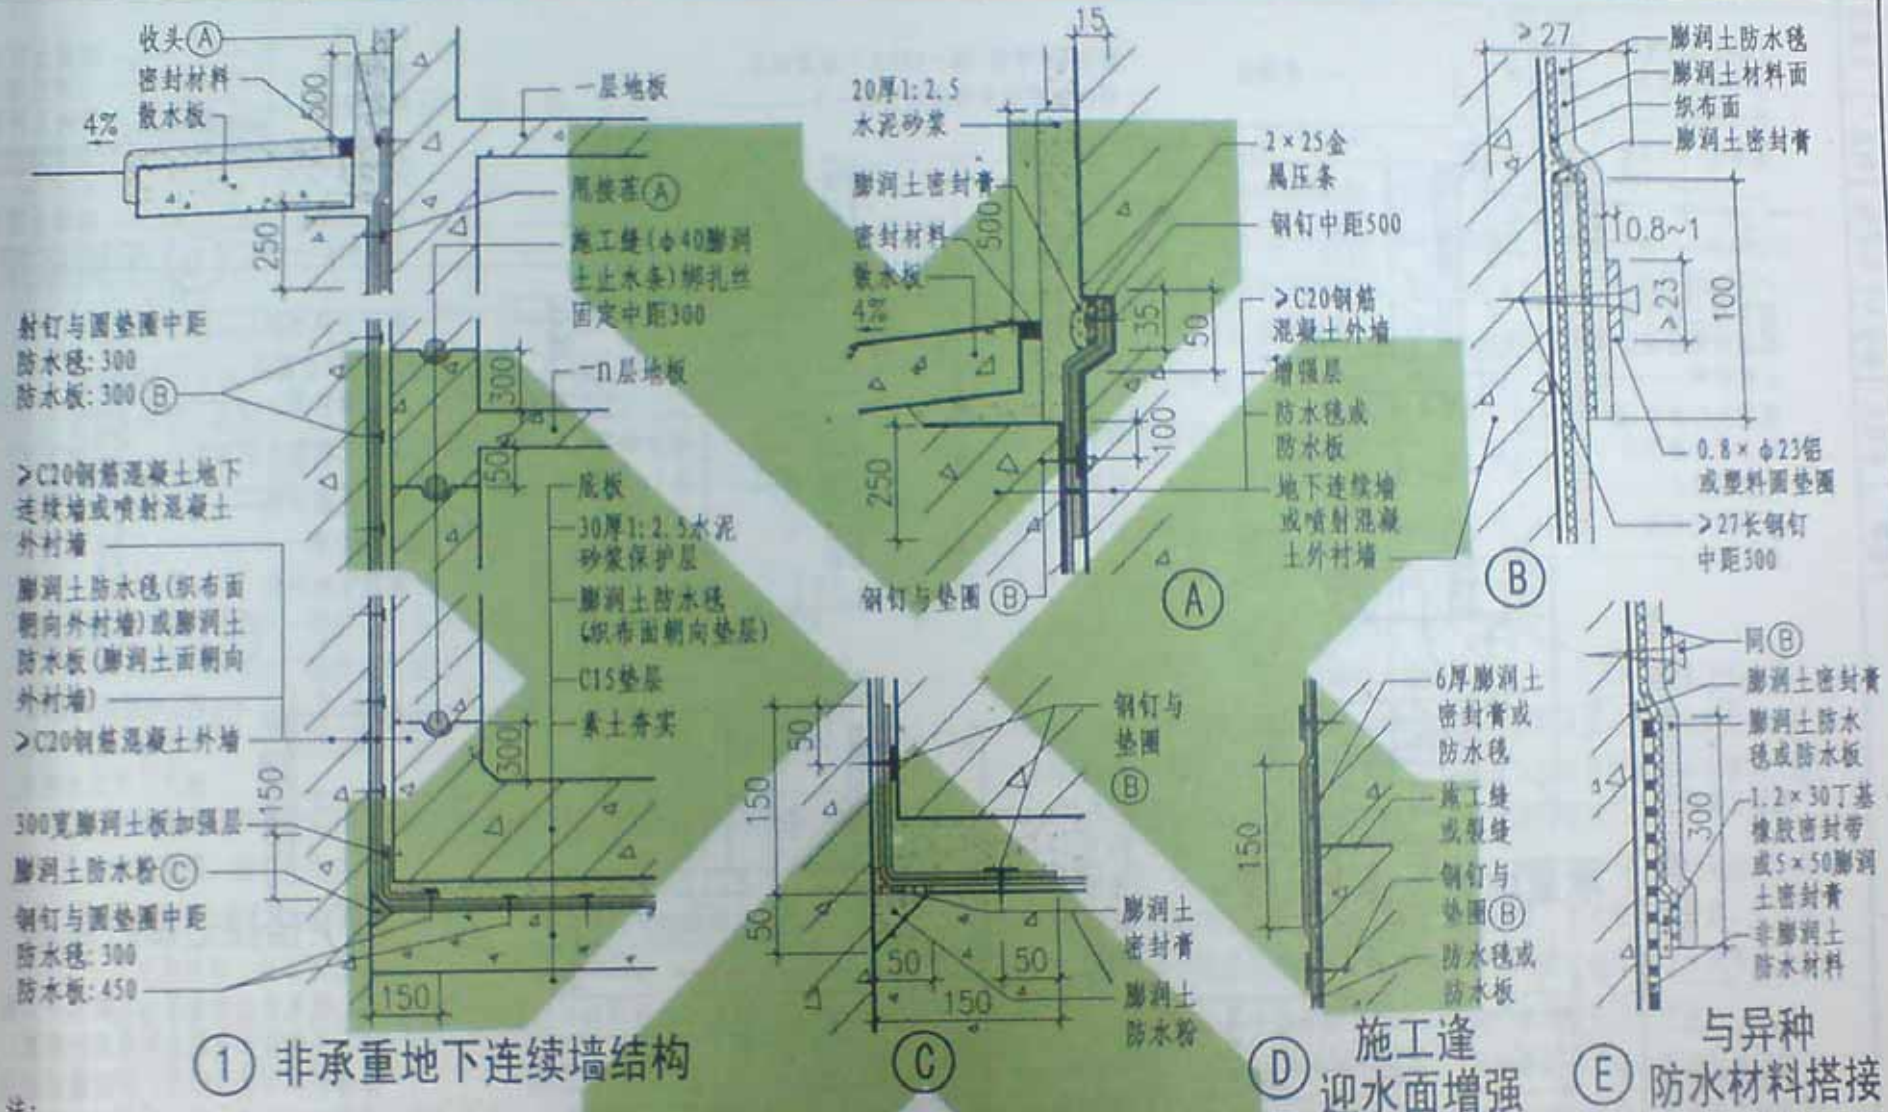 收头Ⓐ
密封材料
散水板
4%
500
250
一层地板
甩接茬Ⓐ
施工缝(φ40膨润
土止水条)绑扎丝
固定中距300
射钉与圆垫圈中距
防水毯:300
防水板:300Ⓑ
300
50
-n层地板
≥C20钢筋混凝土地下
连续墙或喷射混凝土
外衬墙
底板
30厚1:2.5水泥
砂浆保护层
膨润土防水毯
(织布面朝向垫层)
C15垫层
素土夯实
膨润土防水毯(织布面
朝向外衬墙)或膨润土
防水板(膨润土面朝向
外衬墙)
≥C20钢筋混凝土外墙
300
150
300宽膨润土板加强层
膨润土防水粉Ⓒ
钢钉与圆垫圈中距
防水毯:300
防水板:450
150
① 非承重地下连续墙结构
15
20厚1:2.5
水泥砂浆
膨润土密封膏
500
密封材料
散水板
4%
250
2×25金
属压条
钢钉中距500
35
50
100
≥C20钢筋
混凝土外墙
增强层
防水毯或
防水板
地下连续墙
或喷射混凝
土外衬墙
钢钉与垫圈Ⓑ
Ⓐ
≥27
膨润土防水毯
膨润土材料面
织布面
膨润土密封膏
0.8~1
>23
100
0.8×φ23铝
或塑料圆垫圈
≥27长钢钉
中距300
Ⓑ
50
150
50
钢钉与
垫圈
Ⓑ
膨润土
密封膏
50
50
150
膨润土
防水粉
Ⓒ
6厚膨润土
密封膏或
防水毯
施工缝
或裂缝
150
钢钉与
垫圈Ⓑ
防水毯或
防水板
Ⓓ 施工逢
迎水面增强
同Ⓑ
膨润土密封膏
膨润土防水
毯或防水板
300
1.2×30丁基
橡胶密封带
或5×50膨润
土密封膏
非膨润土
防水材料
Ⓔ 与异种
防水材料搭接
注: